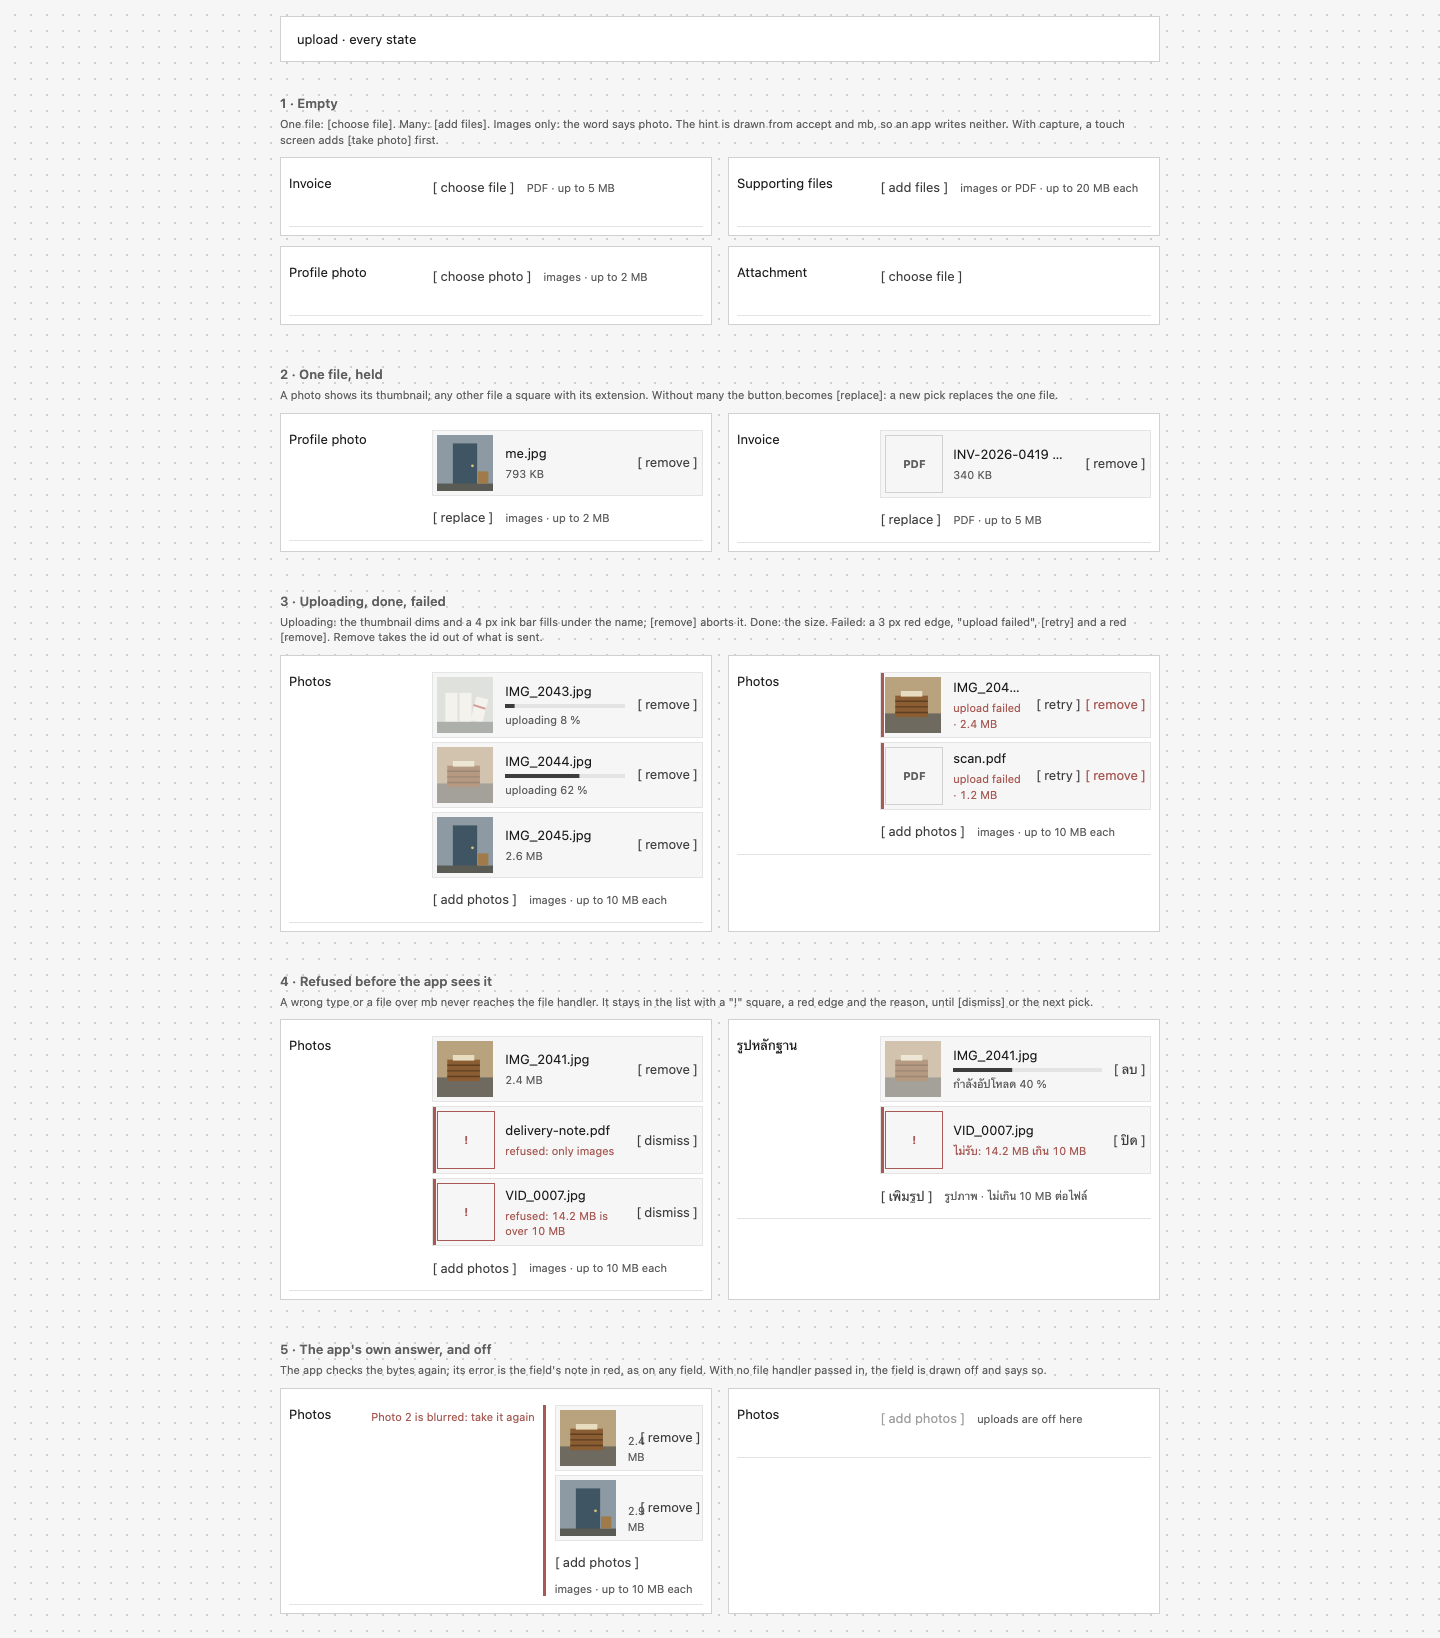 upload · every state
1 · Empty
One file: [choose file]. Many: [add files]. Images only: the word says photo. The hint is drawn from accept and mb, so an app writes neither. With capture, a touch
screen adds [take photo] first.
Invoice
[ choose file ] PDF · up to 5 MB
Supporting files
[ add files ] images or PDF · up to 20 MB each
Profile photo
[ choose photo ] images · up to 2 MB
Attachment
[ choose file ]
2 · One file, held
A photo shows its thumbnail; any other file a square with its extension. Without many the button becomes [replace]: a new pick replaces the one file.
Profile photo
me.jpg
793 KB
[ remove ]
[ replace ] images · up to 2 MB
Invoice
PDF
INV-2026-0419 ...
340 KB
[ remove ]
[ replace ] PDF · up to 5 MB
3 · Uploading, done, failed
Uploading: the thumbnail dims and a 4 px ink bar fills under the name; [remove] aborts it. Done: the size. Failed: a 3 px red edge, "upload failed", [retry] and a red
[remove]. Remove takes the id out of what is sent.
Photos
IMG_2043.jpg
uploading 8 %
[ remove ]
IMG_2044.jpg
uploading 62 %
[ remove ]
IMG_2045.jpg
2.6 MB
[ remove ]
[ add photos ] images · up to 10 MB each
Photos
IMG_204...
upload failed
· 2.4 MB
[ retry ] [ remove ]
PDF
scan.pdf
upload failed
· 1.2 MB
[ retry ] [ remove ]
[ add photos ] images · up to 10 MB each
4 · Refused before the app sees it
A wrong type or a file over mb never reaches the file handler. It stays in the list with a "!" square, a red edge and the reason, until [dismiss] or the next pick.
Photos
IMG_2041.jpg
2.4 MB
[ remove ]
!
delivery-note.pdf
refused: only images
[ dismiss ]
!
VID_0007.jpg
refused: 14.2 MB is
over 10 MB
[ dismiss ]
[ add photos ] images · up to 10 MB each
รูปหลักฐาน
IMG_2041.jpg
กำลังอัปโหลด 40 %
[ ลบ ]
!
VID_0007.jpg
ไม่รับ: 14.2 MB เกิน 10 MB
[ ปิด ]
[ เพิ่มรูป ] รูปภาพ · ไม่เกิน 10 MB ต่อไฟล์
5 · The app's own answer, and off
The app checks the bytes again; its error is the field's note in red, as on any field. With no file handler passed in, the field is drawn off and says so.
Photos
Photo 2 is blurred: take it again
2.4
MB
[ remove ]
2.9
MB
[ remove ]
[ add photos ]
images · up to 10 MB each
Photos
[ add photos ] uploads are off here